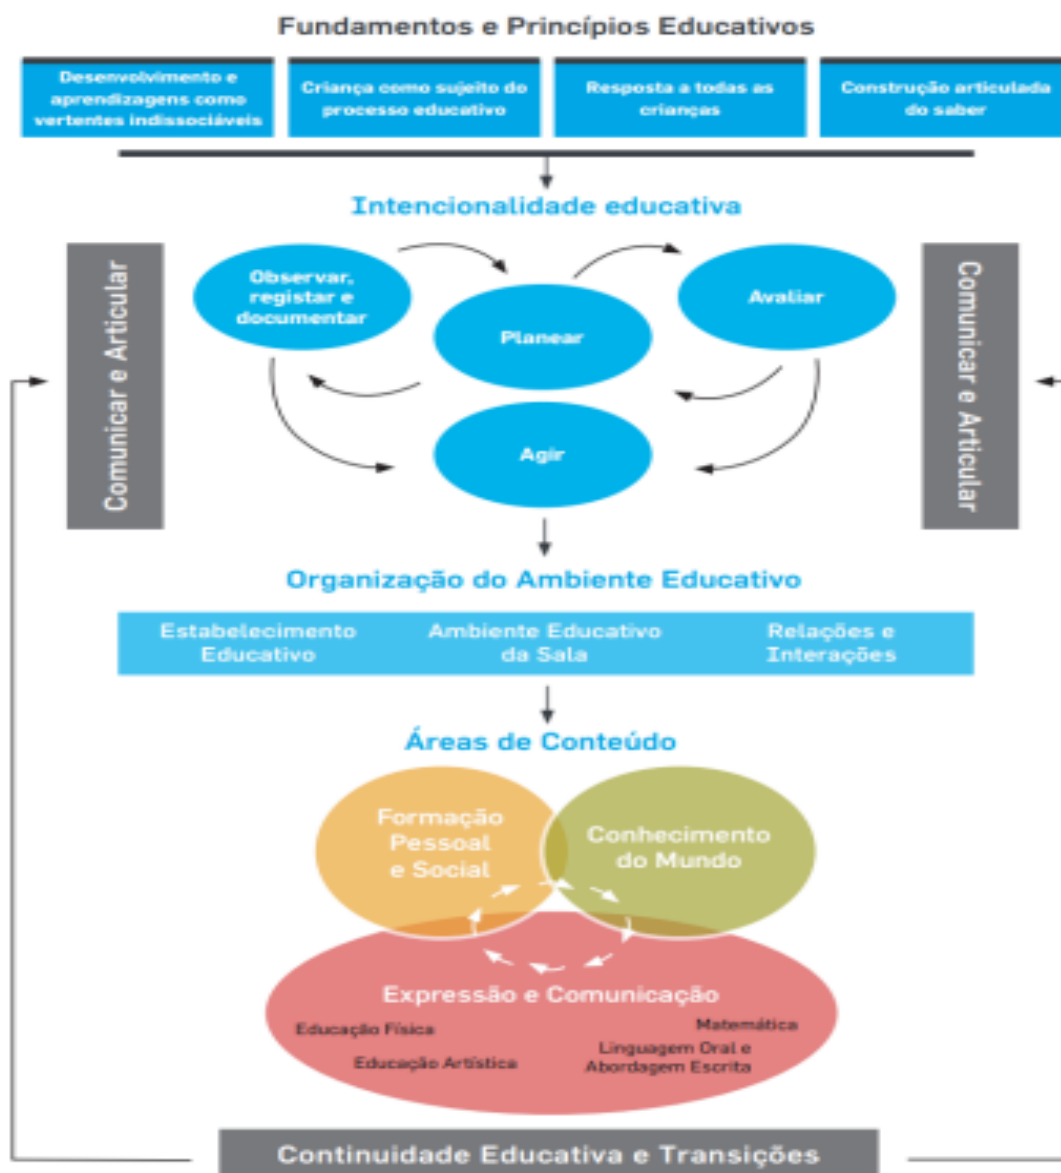 Fundamentos e Princípios Educativos
Desenvolvimento e
aprendizagens como
vertentes indissociáveis
Criança como sujeito do
processo educativo
Resposta a todas as
crianças
Construção articulada
do saber
Intencionalidade educativa
Comunicar e Articular
Observar,
registar e
documentar
Planear
Avaliar
Agir
Comunicar e Articular
Organização do Ambiente Educativo
Estabelecimento
Educativo
Ambiente Educativo
da Sala
Relações e
Interações
Áreas de Conteúdo
Formação
Pessoal
e Social
Conhecimento
do Mundo
Expressão e Comunicação
Educação Física
Matemática
Educação Artística
Linguagem Oral e
Abordagem Escrita
Continuidade Educativa e Transições